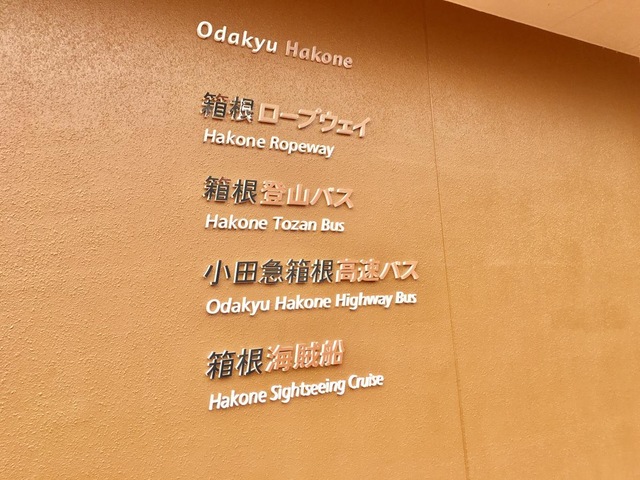 Odakyu Hakone
箱根ロープウェイ
Hakone Ropeway
箱根登山バス
Hakone Tozan Bus
小田急箱根高速バス
Odakyu Hakone Highway Bus
箱根海賊船
Hakone Sightseeing Cruise